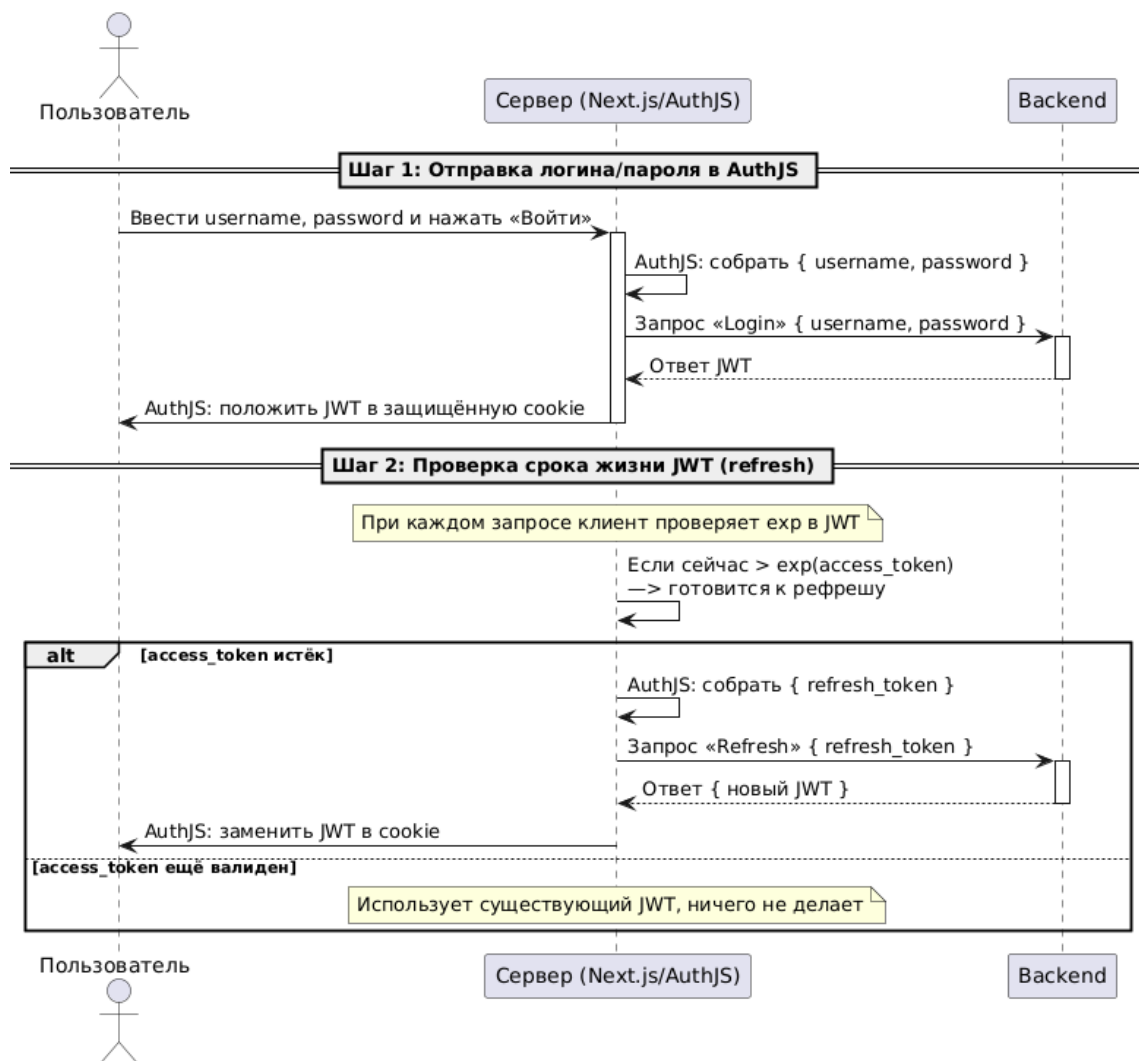 Пользователь
Сервер (Next.js/AuthJS)
Backend
Шаг 1: Отправка логина/пароля в AuthJS
Ввести username, password и нажать «Войти»
AuthJS: собрать { username, password }
Запрос «Login» { username, password }
Ответ JWT
AuthJS: положить JWT в защищённую cookie
Шаг 2: Проверка срока жизни JWT (refresh)
При каждом запросе клиент проверяет exp в JWT
Если сейчас > exp(access_token)
—> готовится к рефрешу
alt
[access_token истёк]
AuthJS: собрать { refresh_token }
Запрос «Refresh» { refresh_token }
Ответ { новый JWT }
AuthJS: заменить JWT в cookie
[access_token ещё валиден]
Использует существующий JWT, ничего не делает
Пользователь
Сервер (Next.js/AuthJS)
Backend